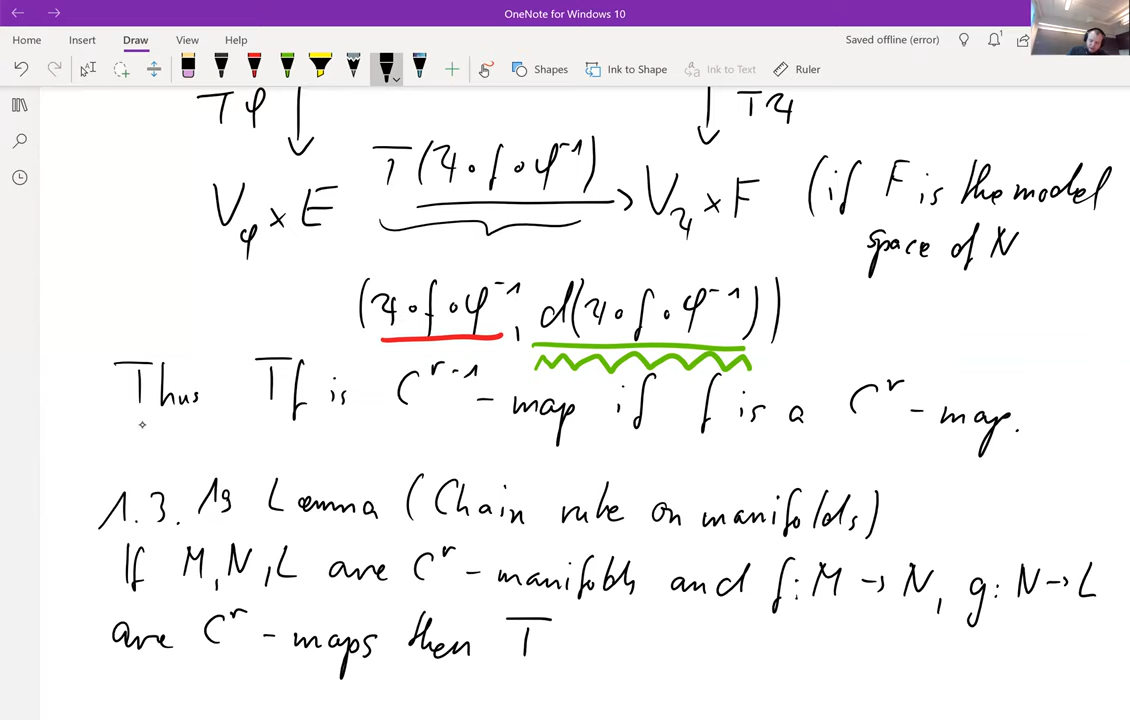 OneNote for Windows 10
Home Insert Draw View Help Saved offline (error)
Shapes Ink to Shape Ink to Text Ruler
Tφ Tψ
V_φ × E T(ψ∘f∘φ⁻¹) V_ψ × F (if F is the model
space of N
(ψ∘f∘φ⁻¹, d(ψ∘f∘φ⁻¹))
Thus Tf is C^{r-1} - map if f is a C^r - map.
1.3.19 Lemma (Chain rule on manifolds)
If M, N, L are C^r - manifolds and f: M → N, g: N → L
are C^r - maps then T